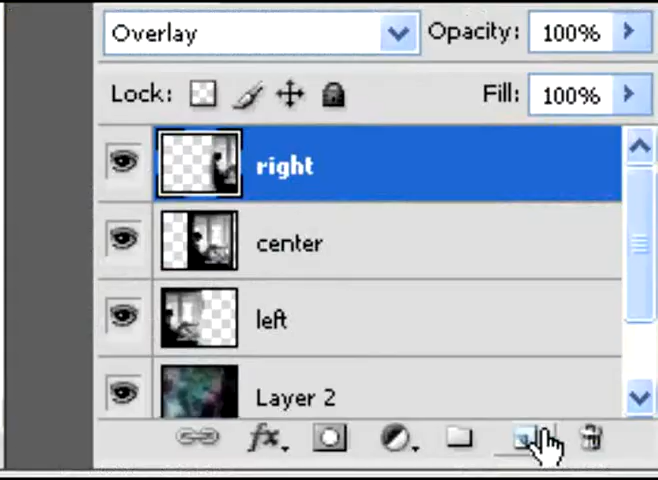 Overlay Opacity: 100%
Lock: Fill: 100%
right
center
left
Layer 2
fx.